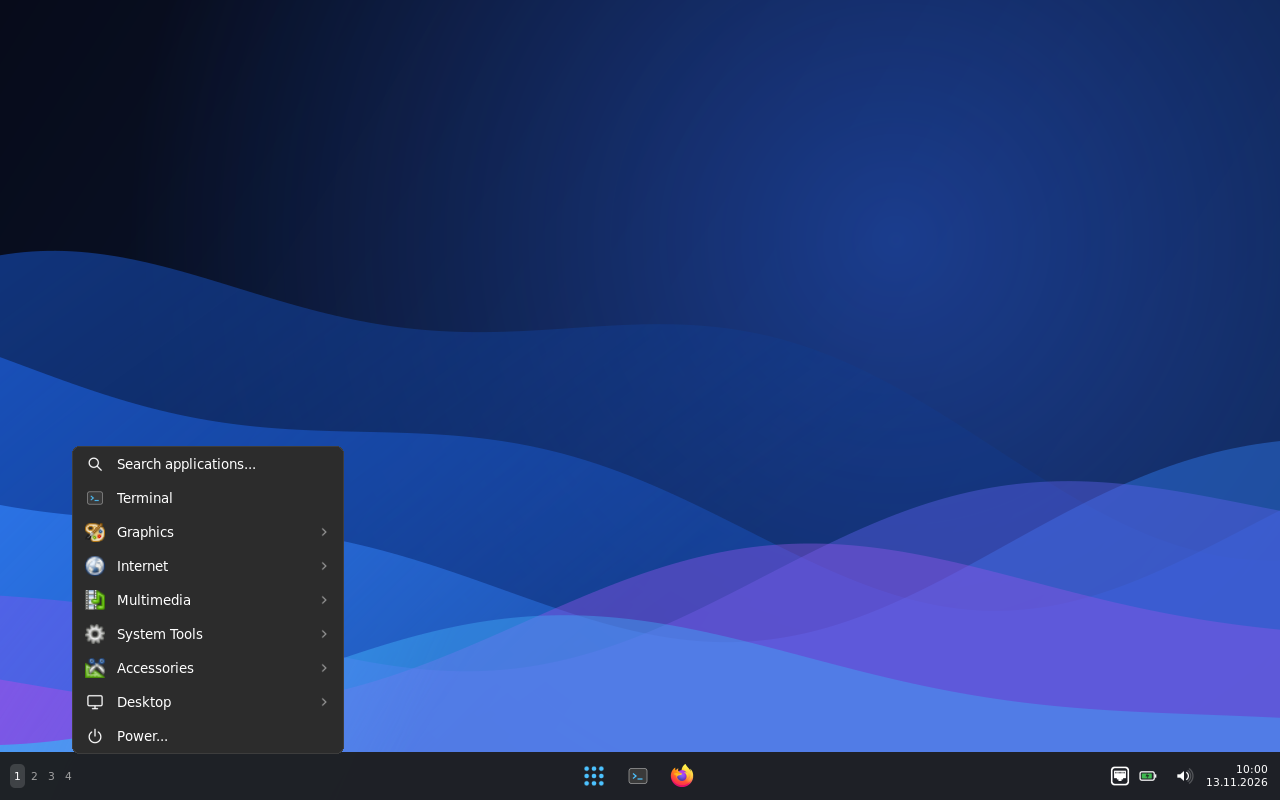 Search applications...
Terminal
Graphics
Internet
Multimedia
System Tools
Accessories
Desktop
Power...
1 2 3 4
10:00
13.11.2026